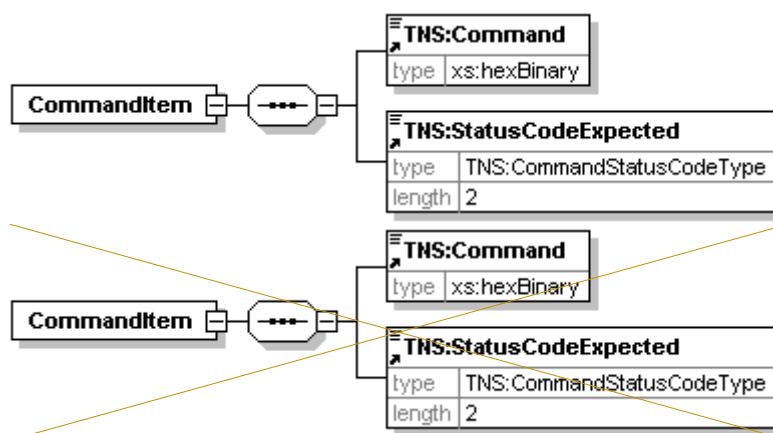 TNS:Command
type xs:hexBinary
CommandItem
TNS:StatusCodeExpected
type TNS:CommandStatusCodeType
length 2
TNS:Command
type xs:hexBinary
CommandItem
TNS:StatusCodeExpected
type TNS:CommandStatusCodeType
length 2